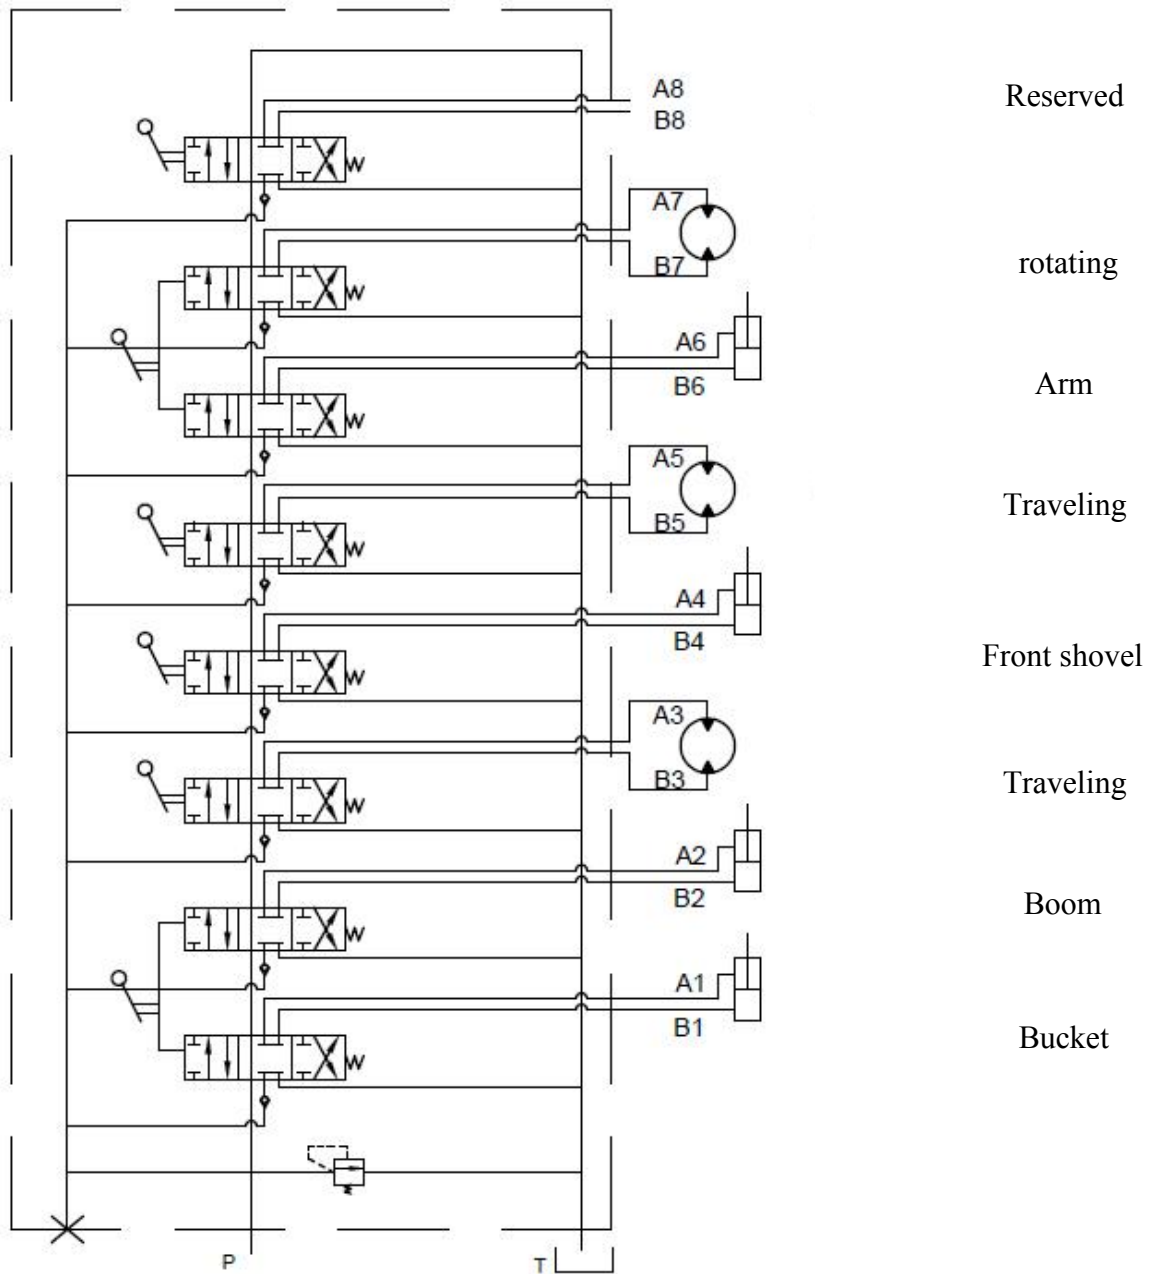 A8
Reserved
B8
A7
rotating
B7
A6
Arm
B6
A5
Traveling
B5
A4
B4
Front shovel
A3
Traveling
B3
A2
Boom
B2
A1
B1
Bucket
P
T